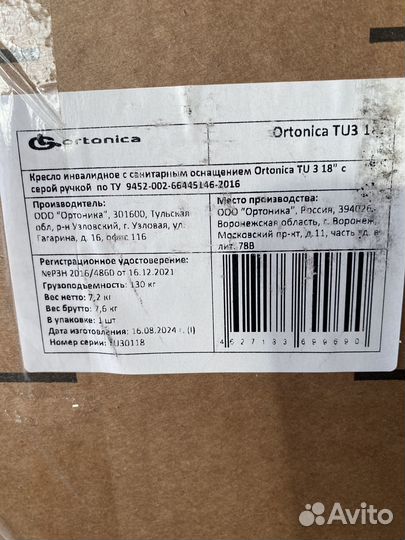 ortonica
Ortonica TU3 1
Кресло инвалидное с санитарным оснащением Ortonica TU 3 18" с
серой ручкой по ТУ 9452-002-66445146-2016
Производитель:
ООО "Ортоника", 301600, Тульская
обл, р-н Узловский, г. Узловая, ул.
Гагарина, д. 16, офис 116
Место производства:
ООО "Ортоника", Россия, 394026,
Воронежская область, г. Воронеж,
Московский пр-кт, д.11, часть зд. в
лит. 78В
Регистрационное удостоверение:
№РЗН 2016/4860 от 16.12.2021
Грузоподъемность: 130 кг
Вес нетто: 7,2 кг
Вес брутто: 7,6 кг
В упаковке: 1 шт
Дата изготовления: 16.08.2024 г. (I)
Номер серии: TU30118
4627183699690
Avito